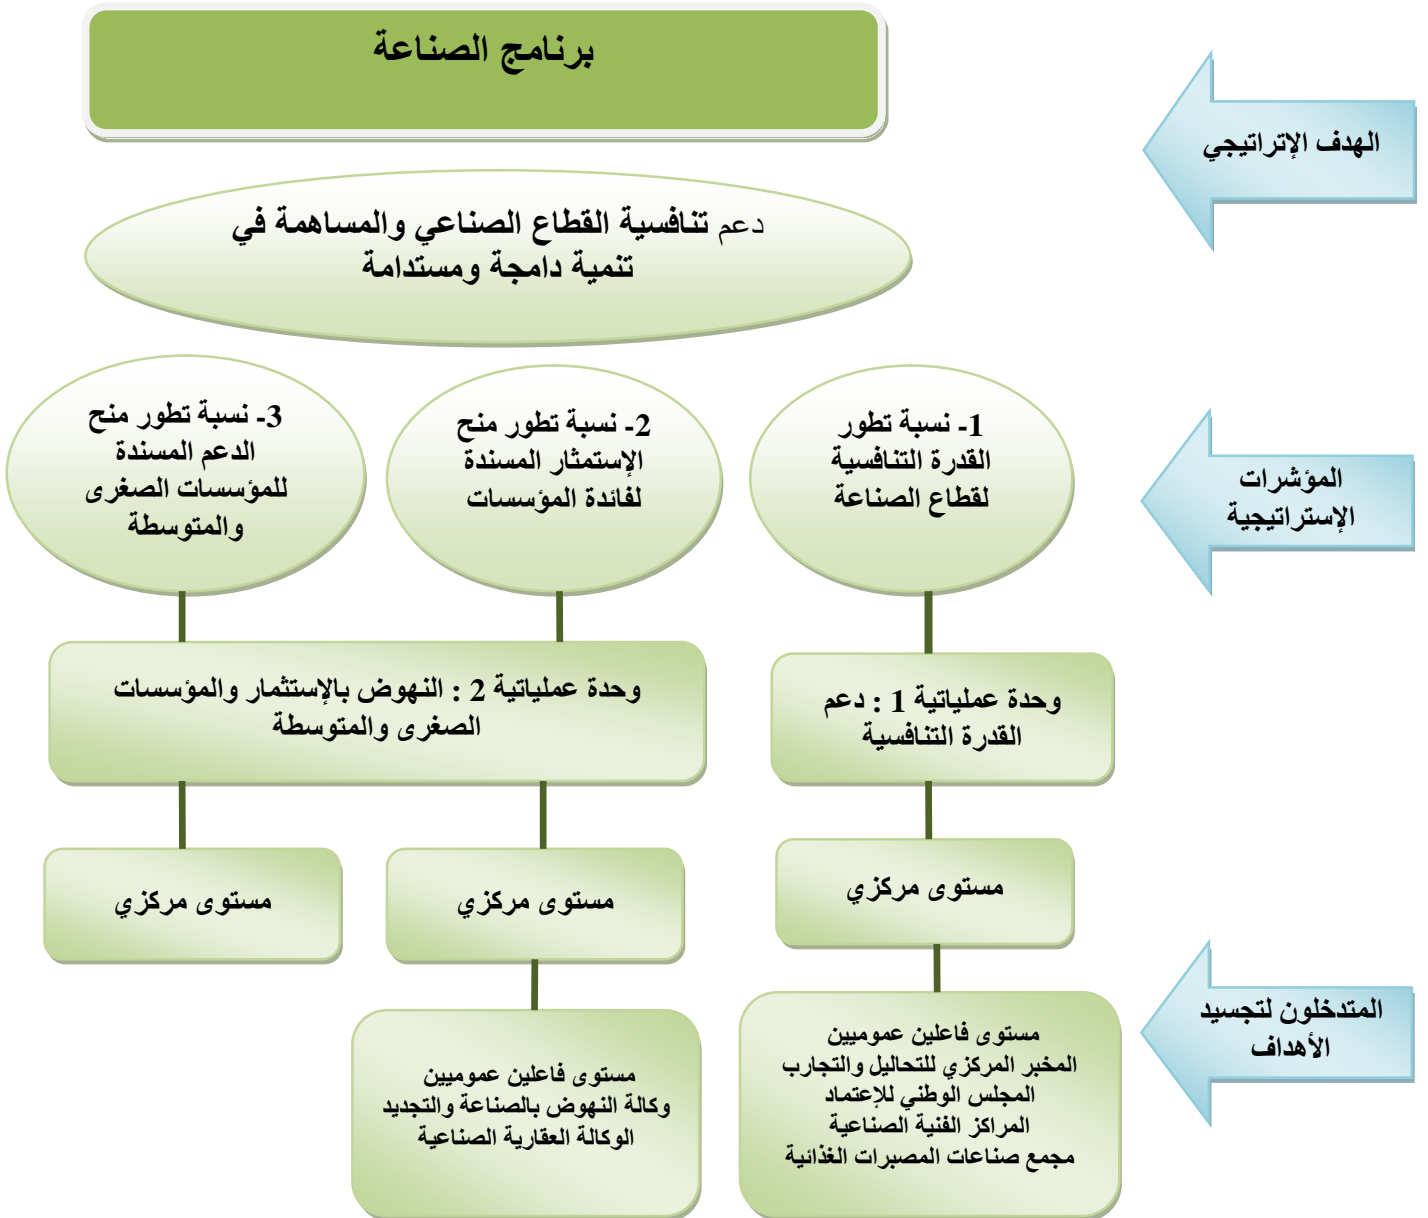 برنامج الصناعة
الهدف الإتراتيجي
دعم تنافسية القطاع الصناعي والمساهمة في
تنمية دامجة ومستدامة
المؤشرات
الإستراتيجية
1- نسبة تطور
القدرة التنافسية
لقطاع الصناعة
2- نسبة تطور منح
الإستمثار المسندة
لفائدة المؤسسات
3- نسبة تطور منح
الدعم المسندة
للمؤسسات الصغرى
والمتوسطة
وحدة عملياتية 1 : دعم
القدرة التنافسية
وحدة عملياتية 2 : النهوض بالإستثمار والمؤسسات
الصغرى والمتوسطة
مستوى مركزي
مستوى مركزي
مستوى مركزي
المتدخلون لتجسيد
الأهداف
مستوى فاعلين عموميين
المخبر المركزي للتحاليل والتجارب
المجلس الوطني للإعتماد
المراكز الفنية الصناعية
مجمع صناعات المصبرات الغذائية
مستوى فاعلين عموميين
وكالة النهوض بالصناعة والتجديد
الوكالة العقارية الصناعية